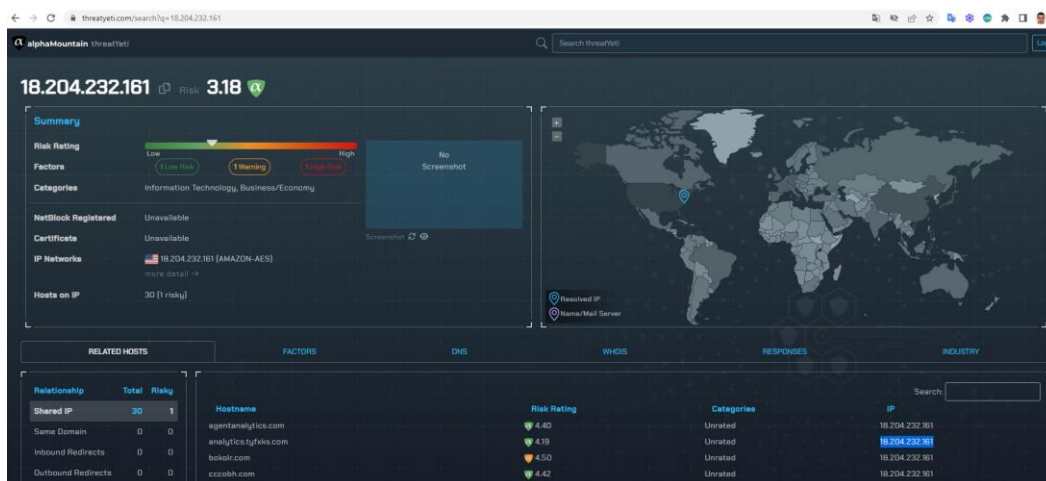 threatyeti.com/search?q=18.204.232.161
alphaMountain threatYeti
Search threatYeti
18.204.232.161 Risk 3.18
Summary
Risk Rating
Low High
Factors
1 Low Risk 1 Warning 1 High Risk
Categories Information Technology, Business/Economy
NetBlock Registered Unavailable
Certificate Unavailable
IP Networks 18.204.232.161 (AMAZON-AES)
more detail →
Hosts on IP 30 (1 risky)
No
Screenshot
Screenshot
+
-
Resolved IP
Name/Mail Server
RELATED HOSTS FACTORS DNS WHOIS RESPONSES INDUSTRY
Relationship Total Risky
Shared IP 30 1
Same Domain 0 0
Inbound Redirects 0 0
Outbound Redirects 0 0
Search:
Hostname Risk Rating Categories IP
agentanalytics.com 4.40 Unrated 18.204.232.161
analytics.tyfxks.com 4.19 Unrated 18.204.232.161
bokolr.com 4.50 Unrated 18.204.232.161
cccobh.com 4.42 Unrated 18.204.232.161